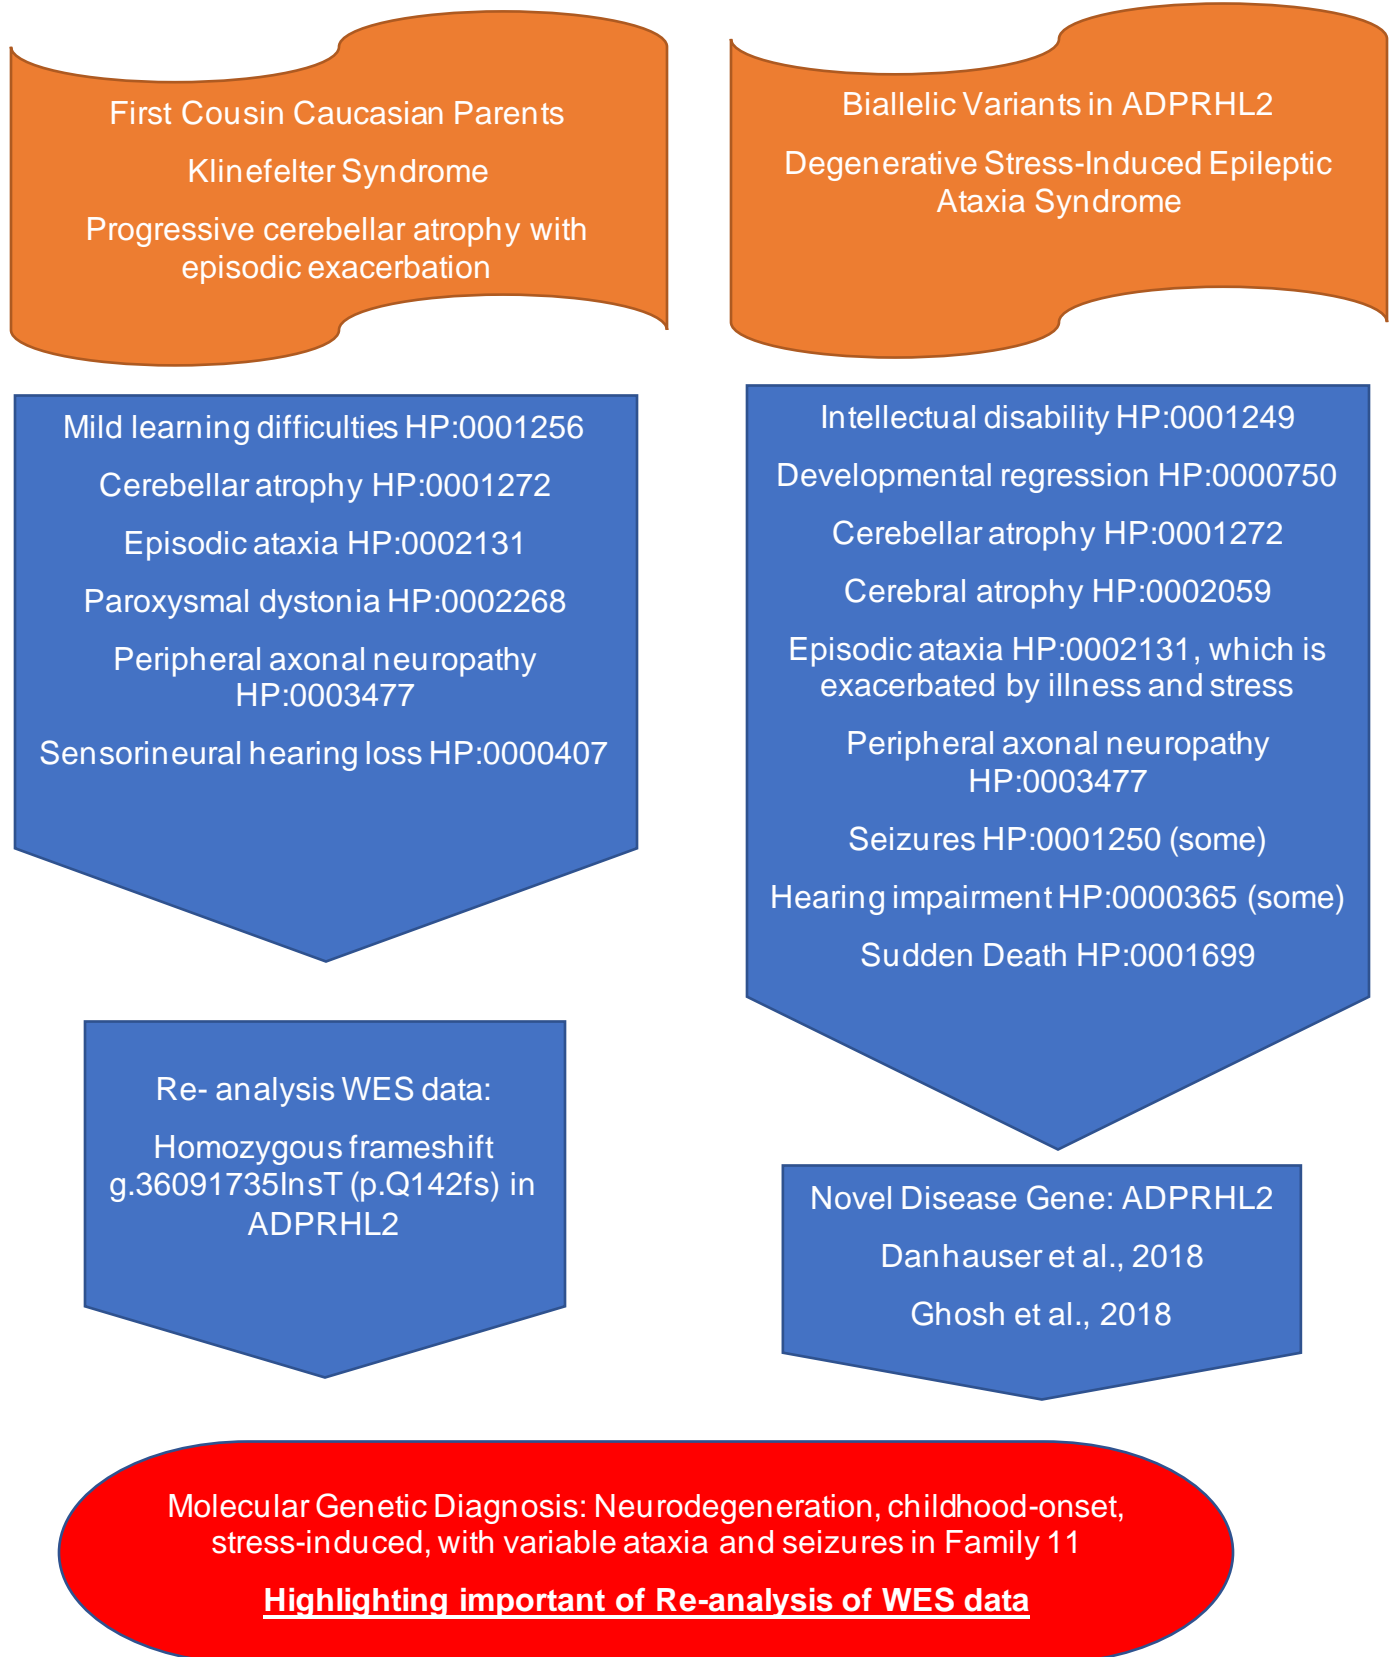 First Cousin Caucasian Parents
Klinefelter Syndrome
Progressive cerebellar atrophy with
episodic exacerbation
Mild learning difficulties HP:0001256
Cerebellar atrophy HP:0001272
Episodic ataxia HP:0002131
Paroxysmal dystonia HP:0002268
Peripheral axonal neuropathy
HP:0003477
Sensorineural hearing loss HP:0000407
Re- analysis WES data:
Homozygous frameshift
g.36091735InsT (p.Q142fs) in
ADPRHL2
Biallelic Variants in ADPRHL2
Degenerative Stress-Induced Epileptic
Ataxia Syndrome
Intellectual disability HP:0001249
Developmental regression HP:0000750
Cerebellar atrophy HP:0001272
Cerebral atrophy HP:0002059
Episodic ataxia HP:0002131, which is
exacerbated by illness and stress
Peripheral axonal neuropathy
HP:0003477
Seizures HP:0001250 (some)
Hearing impairment HP:0000365 (some)
Sudden Death HP:0001699
Novel Disease Gene: ADPRHL2
Danhauser et al., 2018
Ghosh et al., 2018
Molecular Genetic Diagnosis: Neurodegeneration, childhood-onset,
stress-induced, with variable ataxia and seizures in Family 11
Highlighting important of Re-analysis of WES data